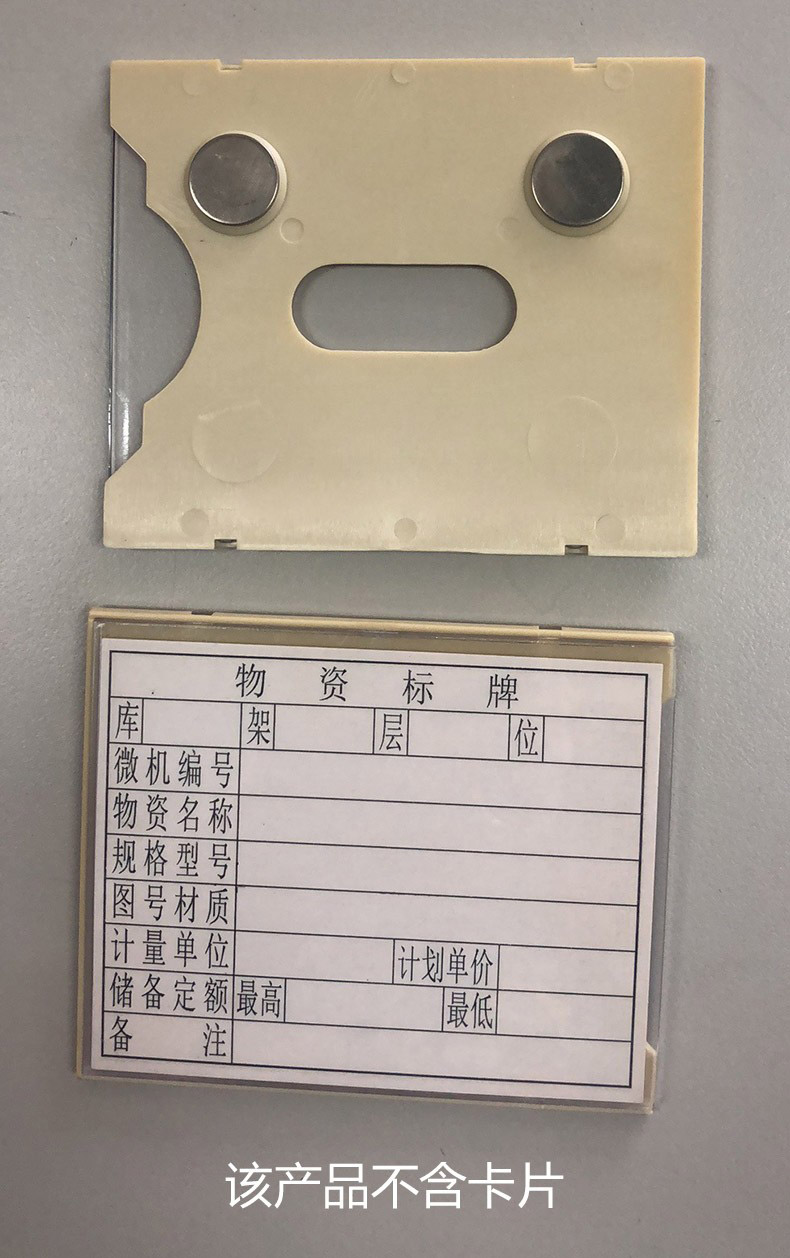 物资标牌
库 架 层 位
微机编号
物资名称
规格型号
图号材质
计量单位 计划单价
储备定额 最高 最低
备注
该产品不含卡片